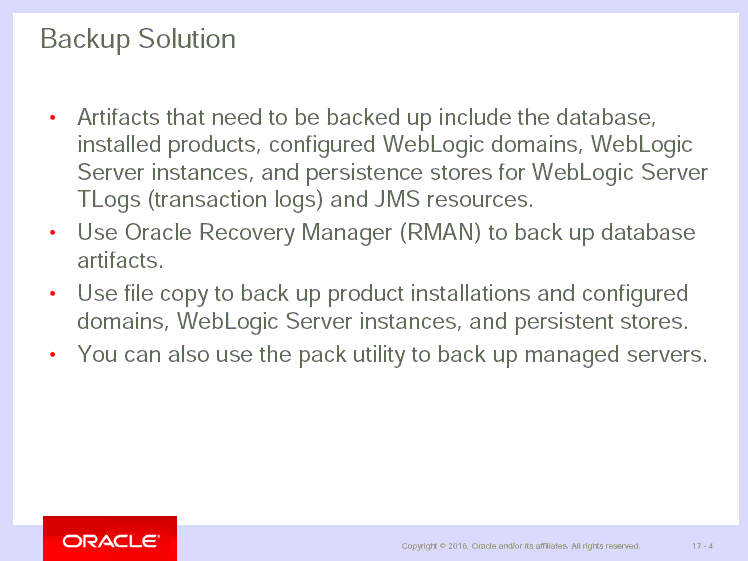 Backup Solution
• Artifacts that need to be backed up include the database,
installed products, configured WebLogic domains, WebLogic
Server instances, and persistence stores for WebLogic Server
TLogs (transaction logs) and JMS resources.
• Use Oracle Recovery Manager (RMAN) to back up database
artifacts.
• Use file copy to back up product installations and configured
domains, WebLogic Server instances, and persistent stores.
• You can also use the pack utility to back up managed servers.
ORACLE
Copyright © 2016, Oracle and/or its affiliates. All rights reserved.
17 - 4